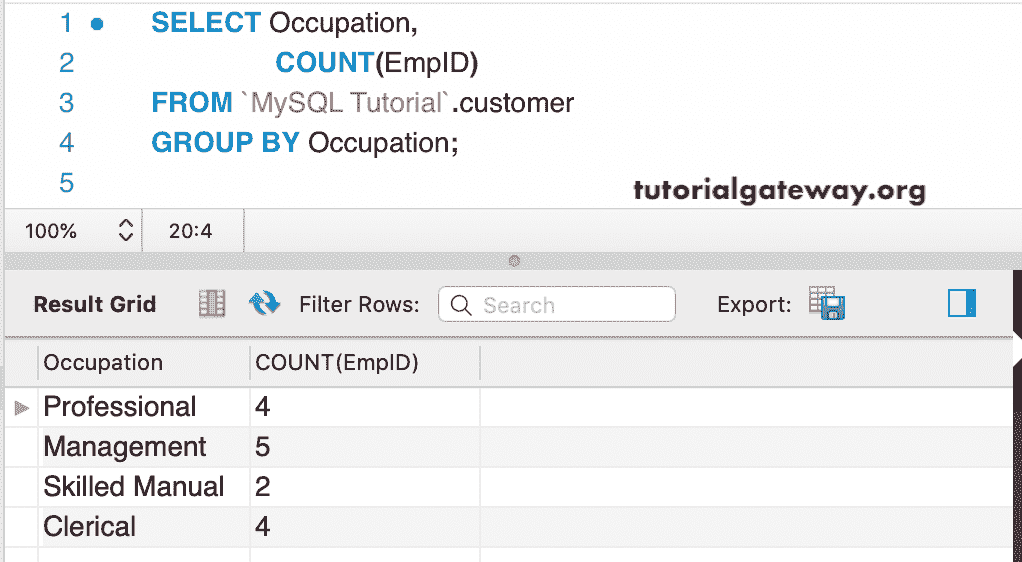 1 SELECT Occupation,
2 COUNT(EmpID)
3 FROM `MySQL Tutorial`.customer
4 GROUP BY Occupation;
5
tutorialgateway.org
100% 20:4
Result Grid Filter Rows: Search Export:
Occupation COUNT(EmpID)
Professional 4
Management 5
Skilled Manual 2
Clerical 4